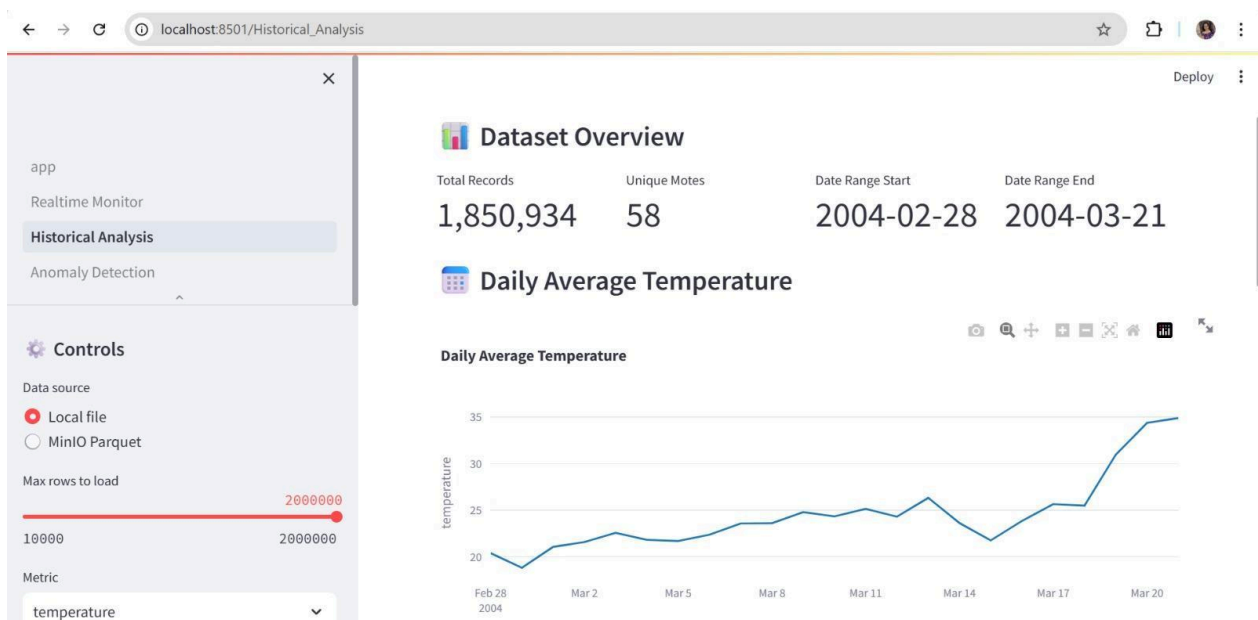 localhost:8501/Historical_Analysis
Deploy
app
Realtime Monitor
Historical Analysis
Anomaly Detection
Controls
Data source
Local file
MinIO Parquet
Max rows to load
2000000
10000 2000000
Metric
temperature
Dataset Overview
Total Records Unique Motes Date Range Start Date Range End
1,850,934 58 2004-02-28 2004-03-21
Daily Average Temperature
Daily Average Temperature
35
30
25
20
temperature
Feb 28 Mar 2 Mar 5 Mar 8 Mar 11 Mar 14 Mar 17 Mar 20
2004